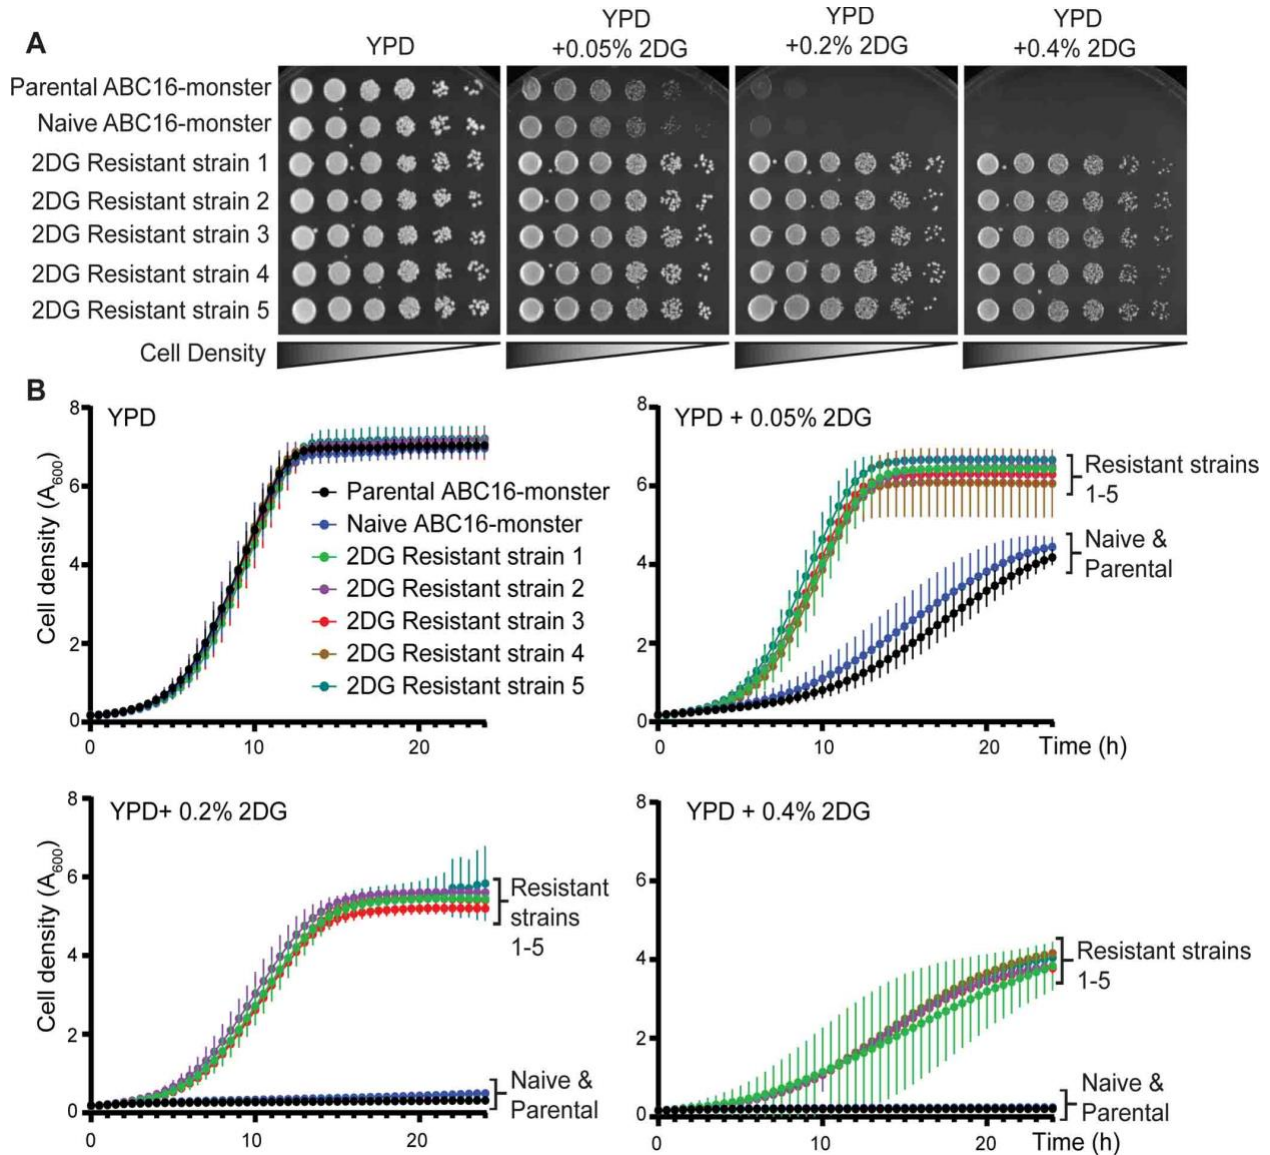 A
YPD
YPD
+0.05% 2DG
YPD
+0.2% 2DG
YPD
+0.4% 2DG
Parental ABC16-monster
Naive ABC16-monster
2DG Resistant strain 1
2DG Resistant strain 2
2DG Resistant strain 3
2DG Resistant strain 4
2DG Resistant strain 5
Cell Density
B
YPD
Cell density (A600)
8
6
4
2
0
0
10
20
Parental ABC16-monster
Naive ABC16-monster
2DG Resistant strain 1
2DG Resistant strain 2
2DG Resistant strain 3
2DG Resistant strain 4
2DG Resistant strain 5
YPD + 0.05% 2DG
8
6
4
2
0
0
10
20
Time (h)
Resistant strains
1-5
Naive &
Parental
YPD+ 0.2% 2DG
Cell density (A600)
8
6
4
2
0
0
10
20
Resistant
strains
1-5
Naive &
Parental
YPD + 0.4% 2DG
8
6
4
2
0
0
10
20
Time (h)
Resistant strains
1-5
Naive &
Parental